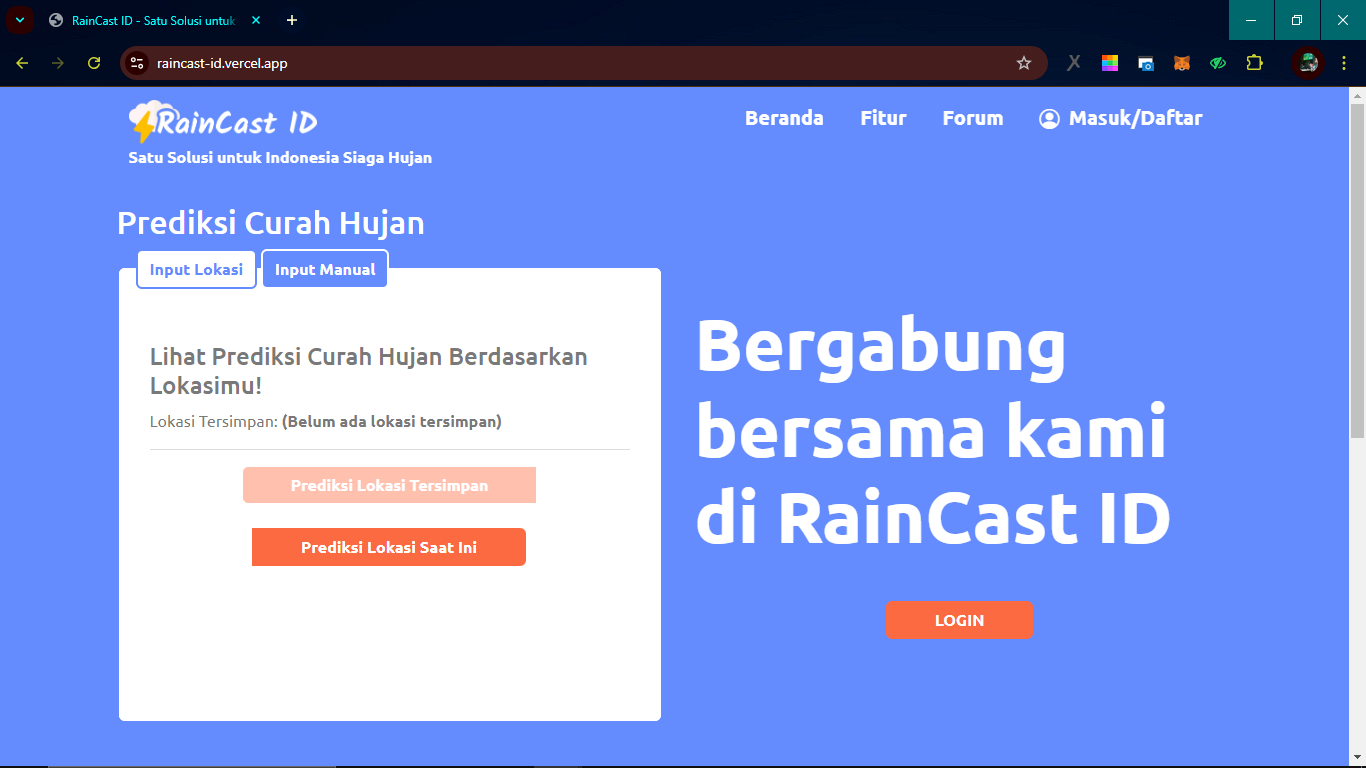 RainCast ID - Satu Solusi untuk
raincast-id.vercel.app
RainCast ID
Satu Solusi untuk Indonesia Siaga Hujan
Beranda Fitur Forum Masuk/Daftar
Prediksi Curah Hujan
Input Lokasi Input Manual
Lihat Prediksi Curah Hujan Berdasarkan
Lokasimu!
Lokasi Tersimpan: (Belum ada lokasi tersimpan)
Prediksi Lokasi Tersimpan
Prediksi Lokasi Saat Ini
Bergabung
bersama kami
di RainCast ID
LOGIN